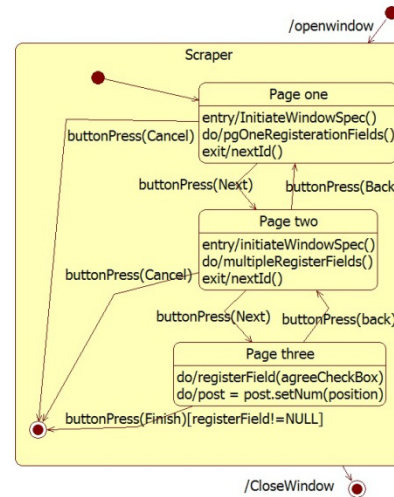 /openwindow
Scraper
Page one
entry/InitiateWindowSpec()
do/pgOneRegisterationFields()
exit/nextId()
buttonPress(Cancel)
buttonPress(Next)
buttonPress(Back)
Page two
entry/initiateWindowSpec()
do/multipleRegisterFields()
exit/nextId()
buttonPress(Cancel)
buttonPress(Next)
buttonPress(back)
Page three
do/registerField(agreeCheckBox)
do/post = post.setNum(position)
buttonPress(Finish)[registerField!=NULL]
/CloseWindow